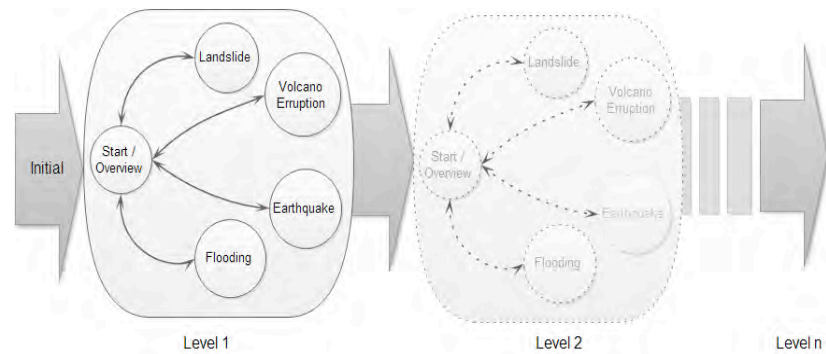 Initial
Landslide
Volcano
Erruption
Start /
Overview
Earthquake
Flooding
Level 1
Landslide
Volcano
Erruption
Start /
Overview
Earthquake
Flooding
Level 2
Level n